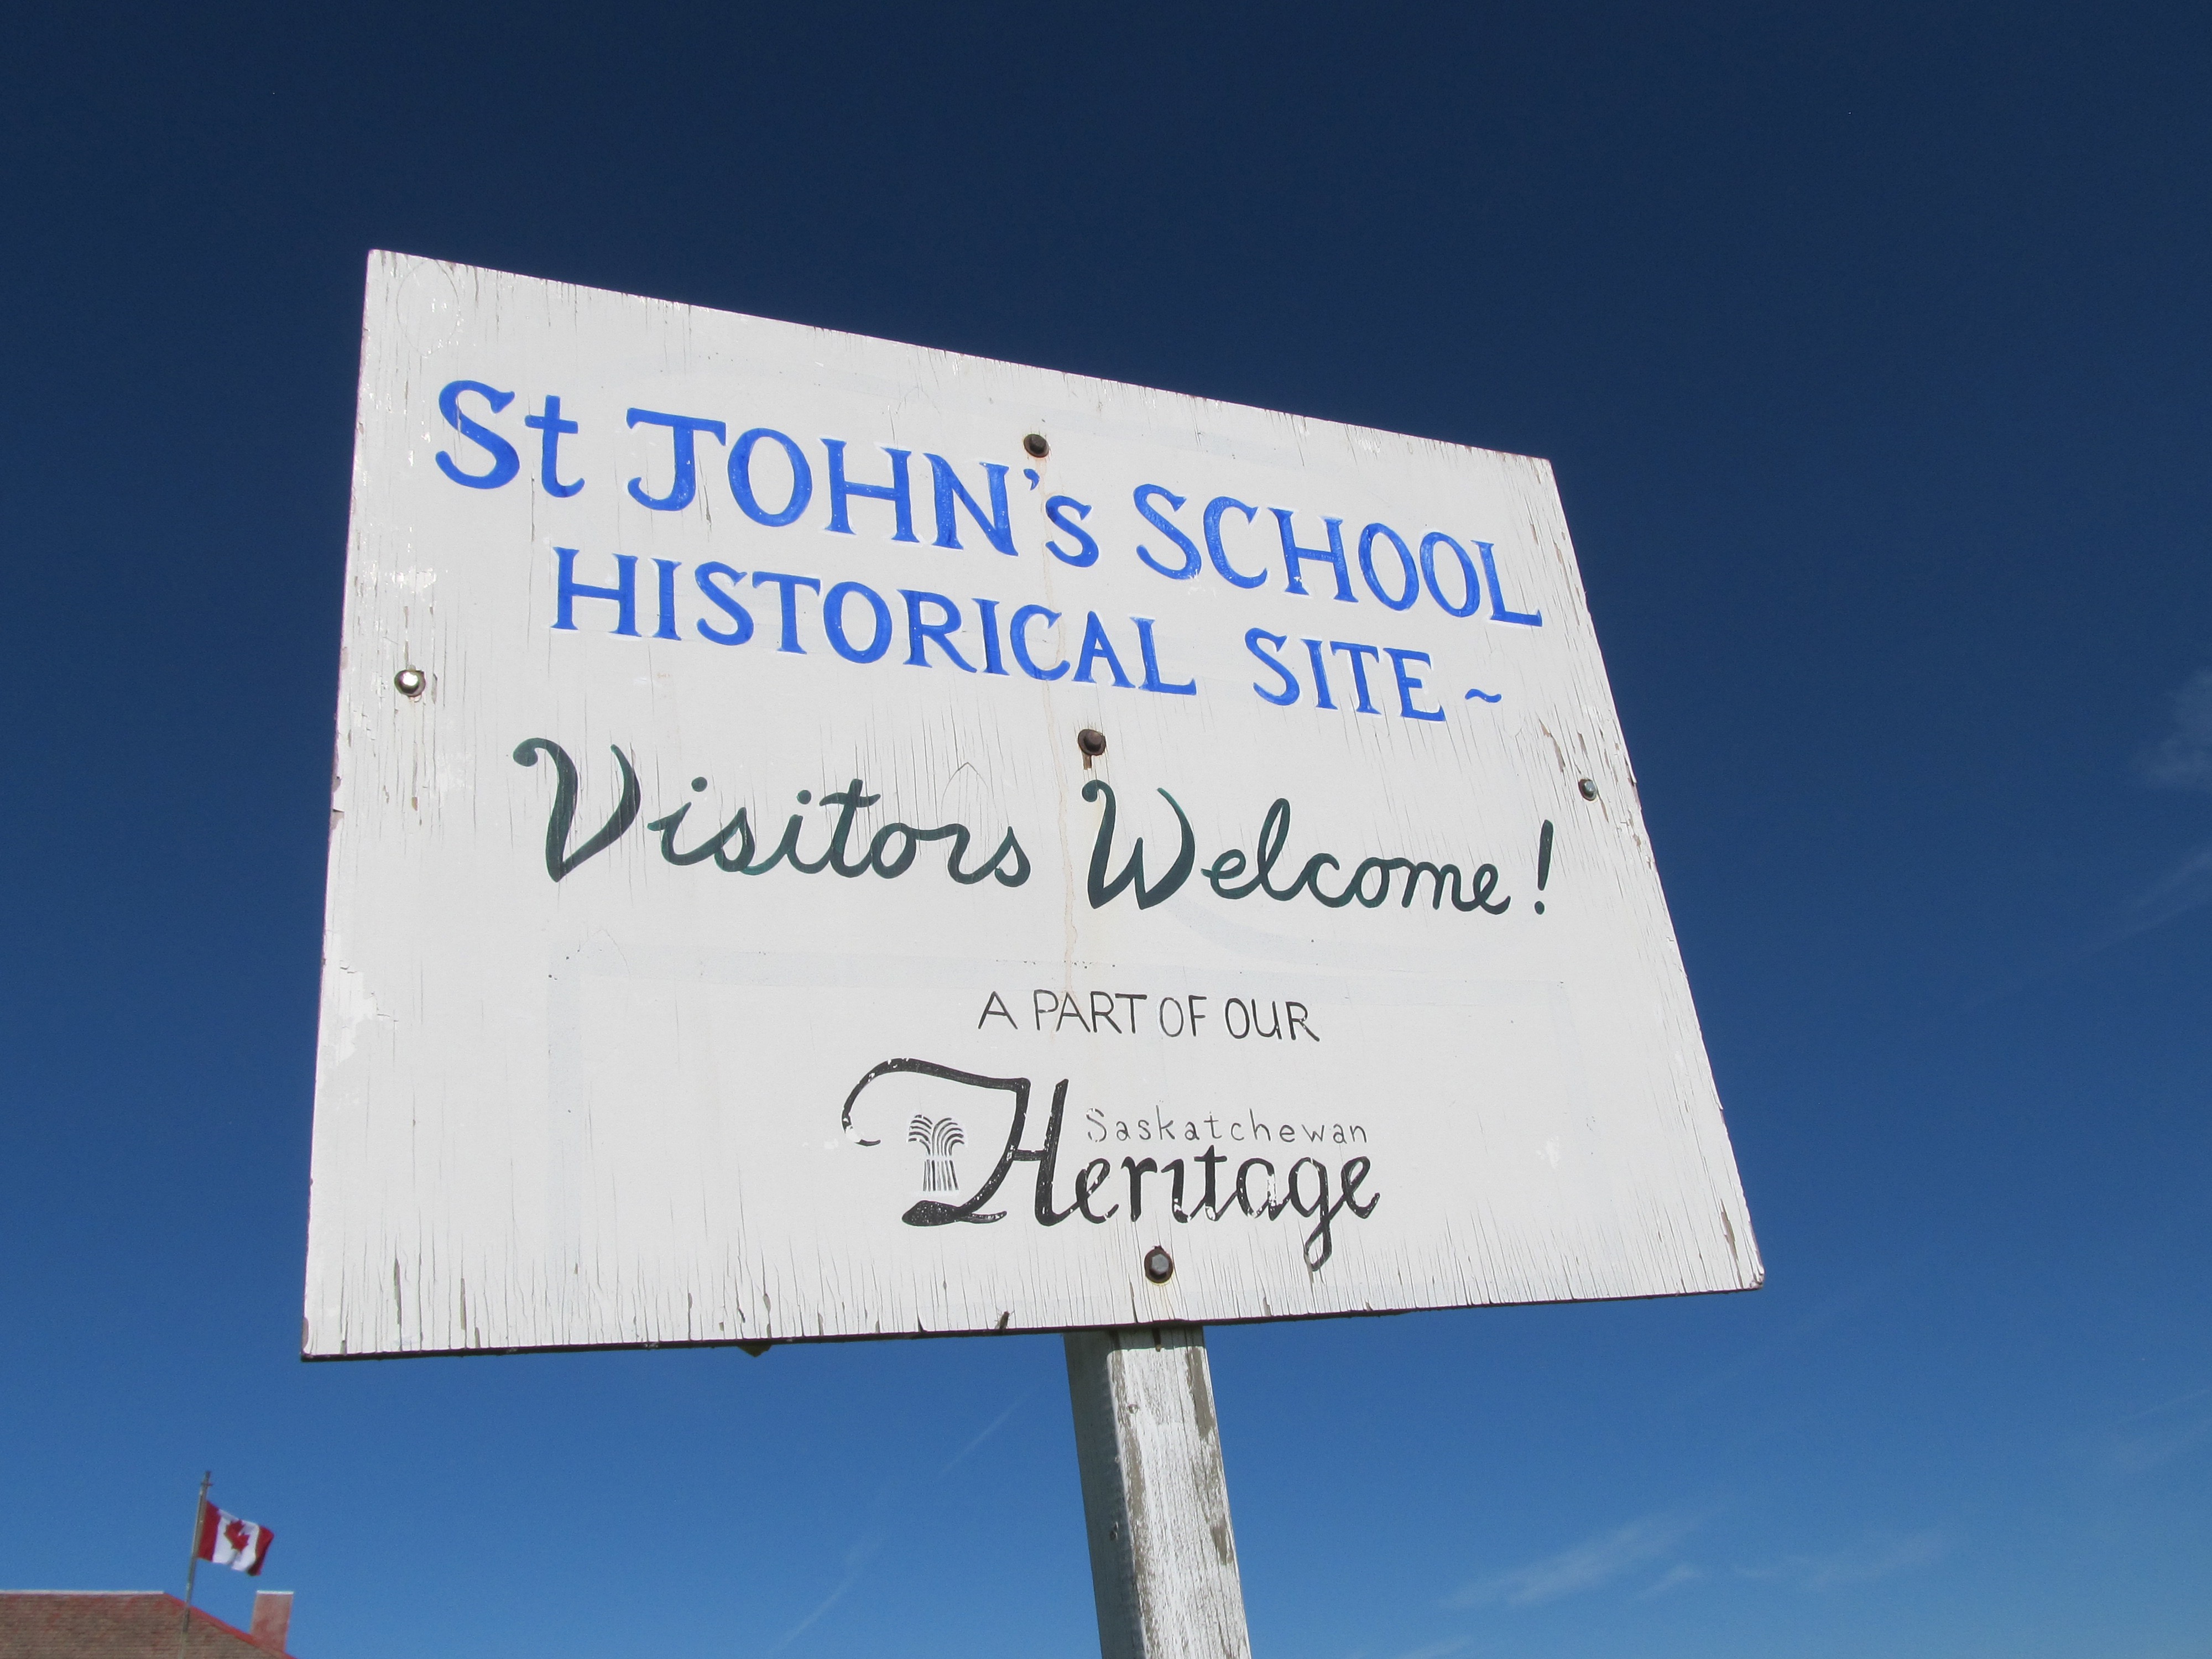 St JOHN's SCHOOL
HISTORICAL SITE ~
Visitors Welcome!
A PART OF OUR
Saskatchewan
Heritage